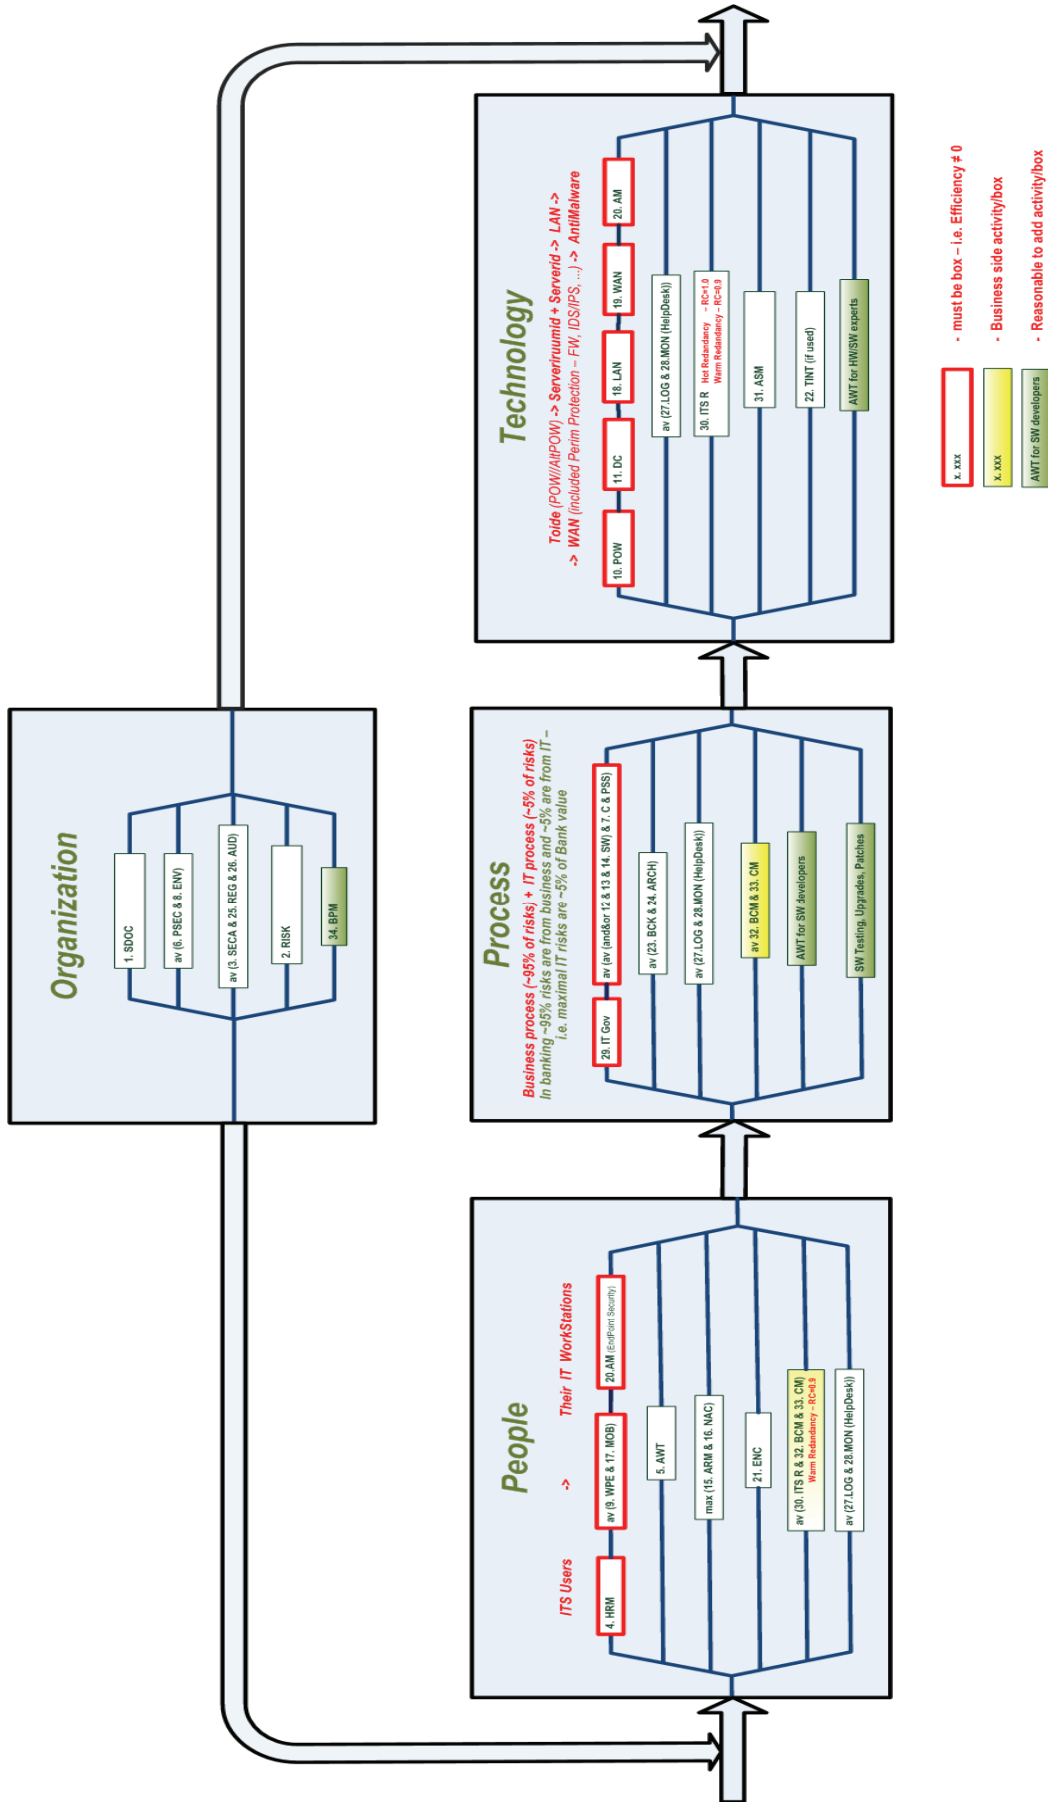 Organization
1. SDOC
av (6. PSEC & 8. ENV)
av (3. SECA & 25. REG & 26. AUD)
2. RISK
34. BPM
People
ITS Users -> Their IT WorkStations
4. HRM
av (9. WPE & 17. MOB)
20.AM (EndPoint Security)
5. AWT
max (15. ARM & 16. NAC)
21. ENC
av (30. ITS R & 32. BCM & 33. CM)
Warm Redandancy – RC=0.9
av (27.LOG & 28.MON (HelpDesk))
Process
Business process (~95% of risks) + IT process (~5% of risks)
In banking ~95% risks are from business and ~5% are from IT –
i.e. maximal IT risks are ~5% of Bank value
29. IT Gov
av (av (and&or 12 & 13 & 14. SW) & 7. C & PSS)
av (23. BCK & 24. ARCH)
av (27.LOG & 28.MON (HelpDesk))
av 32. BCM & 33. CM
AWT for SW developers
SW Testing, Upgrades, Patches
Technology
Toide (POW//AltPOW) -> Serveriruumid + Serverid -> LAN ->
-> WAN (included Perim Protection – FW, IDS/IPS, ...) -> AntiMalware
10. POW
11. DC
18. LAN
19. WAN
20. AM
av (27.LOG & 28.MON (HelpDesk))
30. ITS R Hot Redandancy – RC=1.0
Warm Redandancy – RC=0.9
31. ASM
22. TINT (if used)
AWT for HW/SW experts
x. xxx - must be box – i.e. Efficiency ≠ 0
x. xxx - Business side activity/box
AWT for SW developers - Reasonable to add activity/box